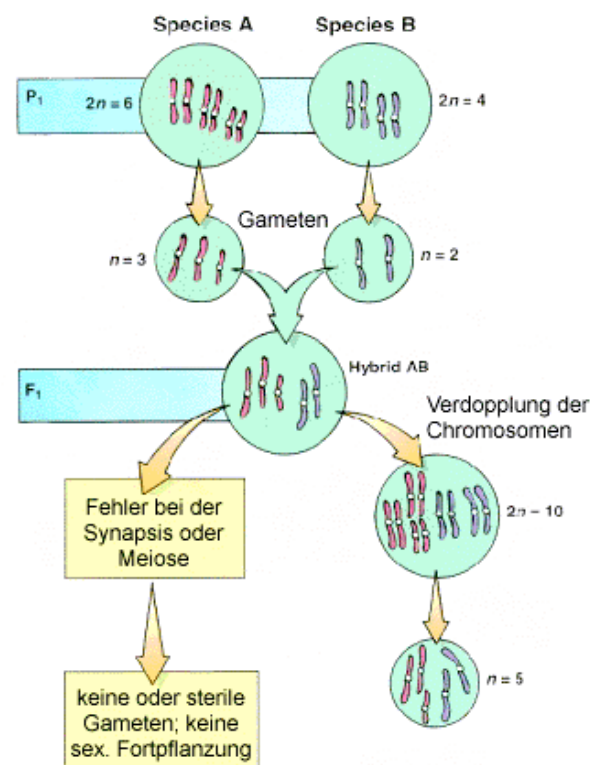 Species A
Species B
P₁
2n = 6
2n = 4
Gameten
n = 3
n = 2
F₁
Hybrid AB
Verdopplung der
Chromosomen
Fehler bei der
Synapsis oder
Meiose
2n – 10
keine oder sterile
Gameten; keine
sex. Fortpflanzung
n = 5